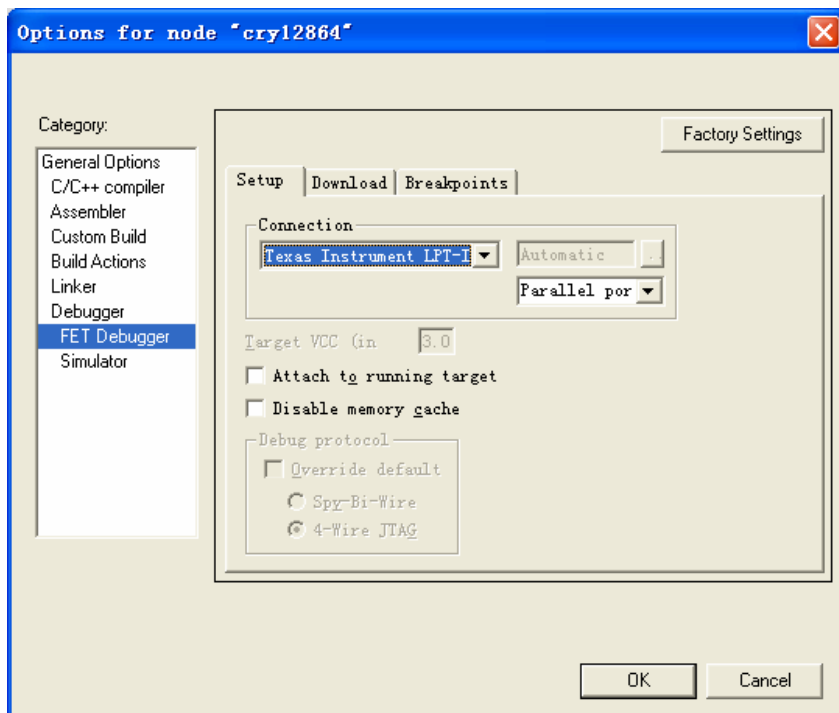 Options for node "cry12864"
Category:
Factory Settings
General Options
C/C++ compiler
Assembler
Custom Build
Build Actions
Linker
Debugger
FET Debugger
Simulator
Setup Download Breakpoints
Connection
Texas Instrument LPT-I Automatic ..
Parallel por
Target VCC (in 3.0
Attach to running target
Disable memory cache
Debug protocol
Override default
Spy-Bi-Wire
4-Wire JTAG
OK Cancel